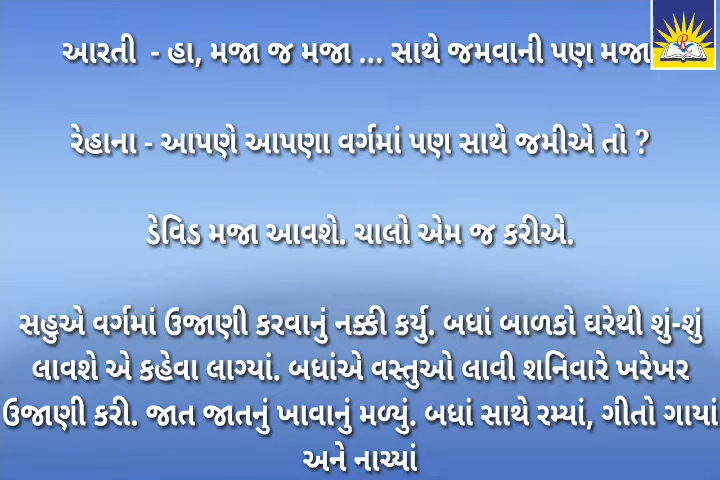 આરતી - હા, મજા જ મજા ... સાથે જમવાની પણ મજા
રેહાના - આપણે આપણા વર્ગમાં પણ સાથે જમીએ તો ?
ડેવિડ મજા આવશે. ચાલો એમ જ કરીએ.
સહુએ વર્ગમાં ઉજાણી કરવાનું નક્કી કર્યુ. બધાં બાળકો ઘરેથી શું-શું
લાવશે એ કહેવા લાગ્યાં. બધાંએ વસ્તુઓ લાવી શનિવારે ખરેખર
ઉજાણી કરી. જાત જાતનું ખાવાનું મળ્યું. બધાં સાથે રમ્યાં, ગીતો ગાયાં
અને નાચ્યાં